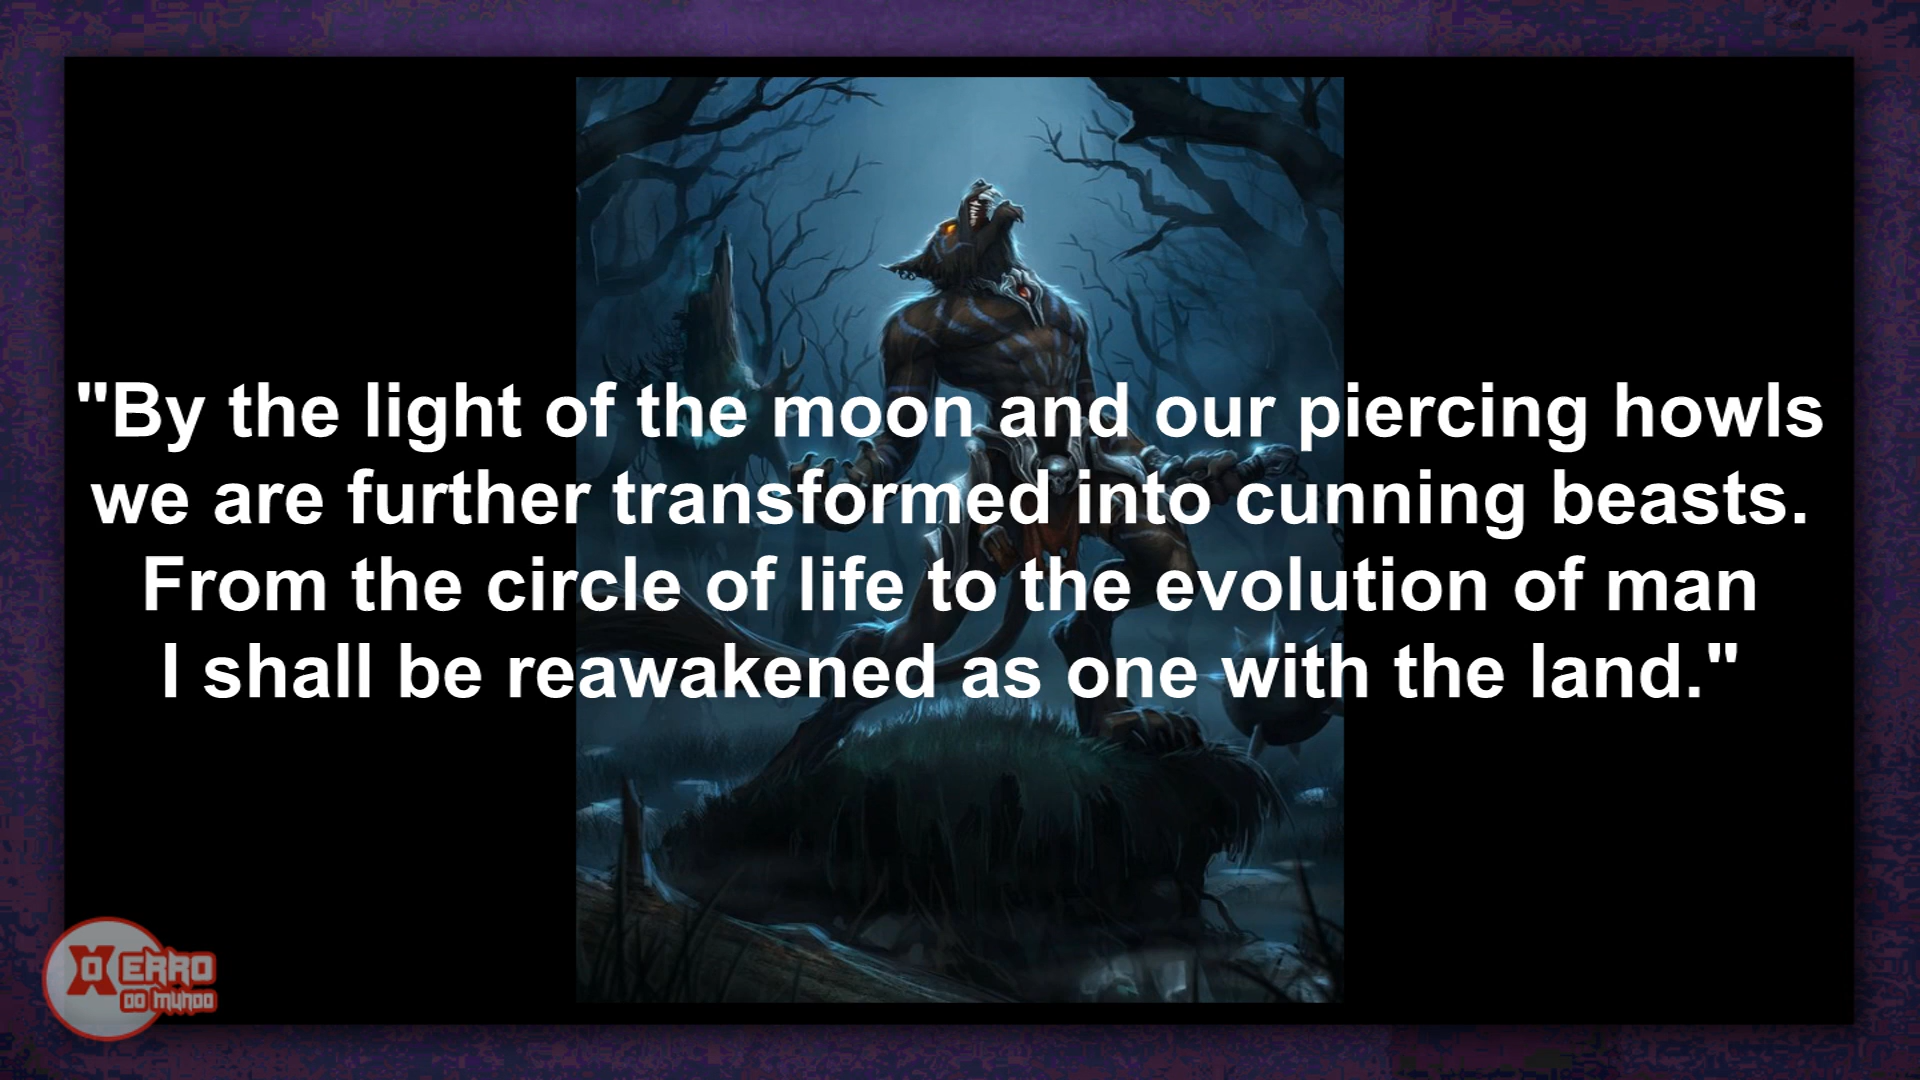 "By the light of the moon and our piercing howls
we are further transformed into cunning beasts.
From the circle of life to the evolution of man
I shall be reawakened as one with the land."
O ERRO
DO MUNDO